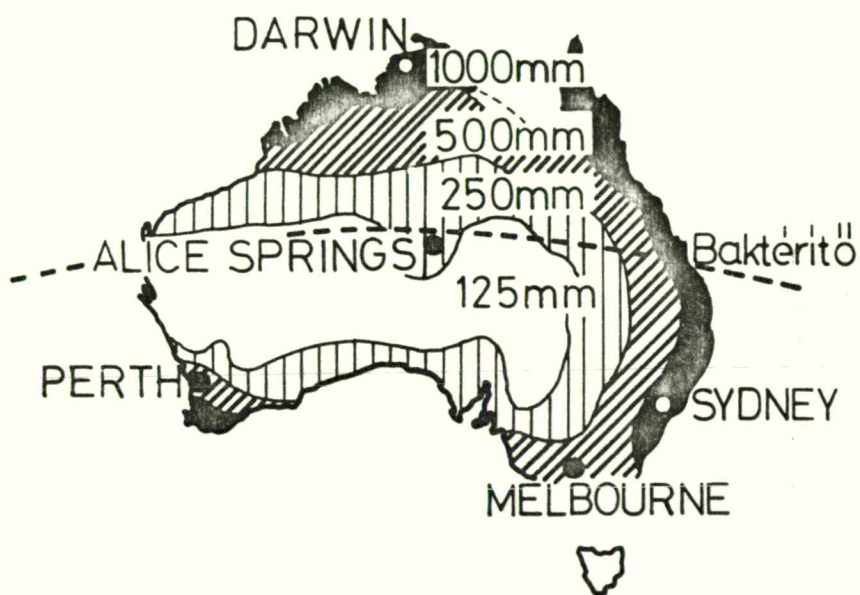 DARWIN
1000mm
500mm
250mm
ALICE SPRINGS
Baktérítő
125mm
PERTH
SYDNEY
MELBOURNE